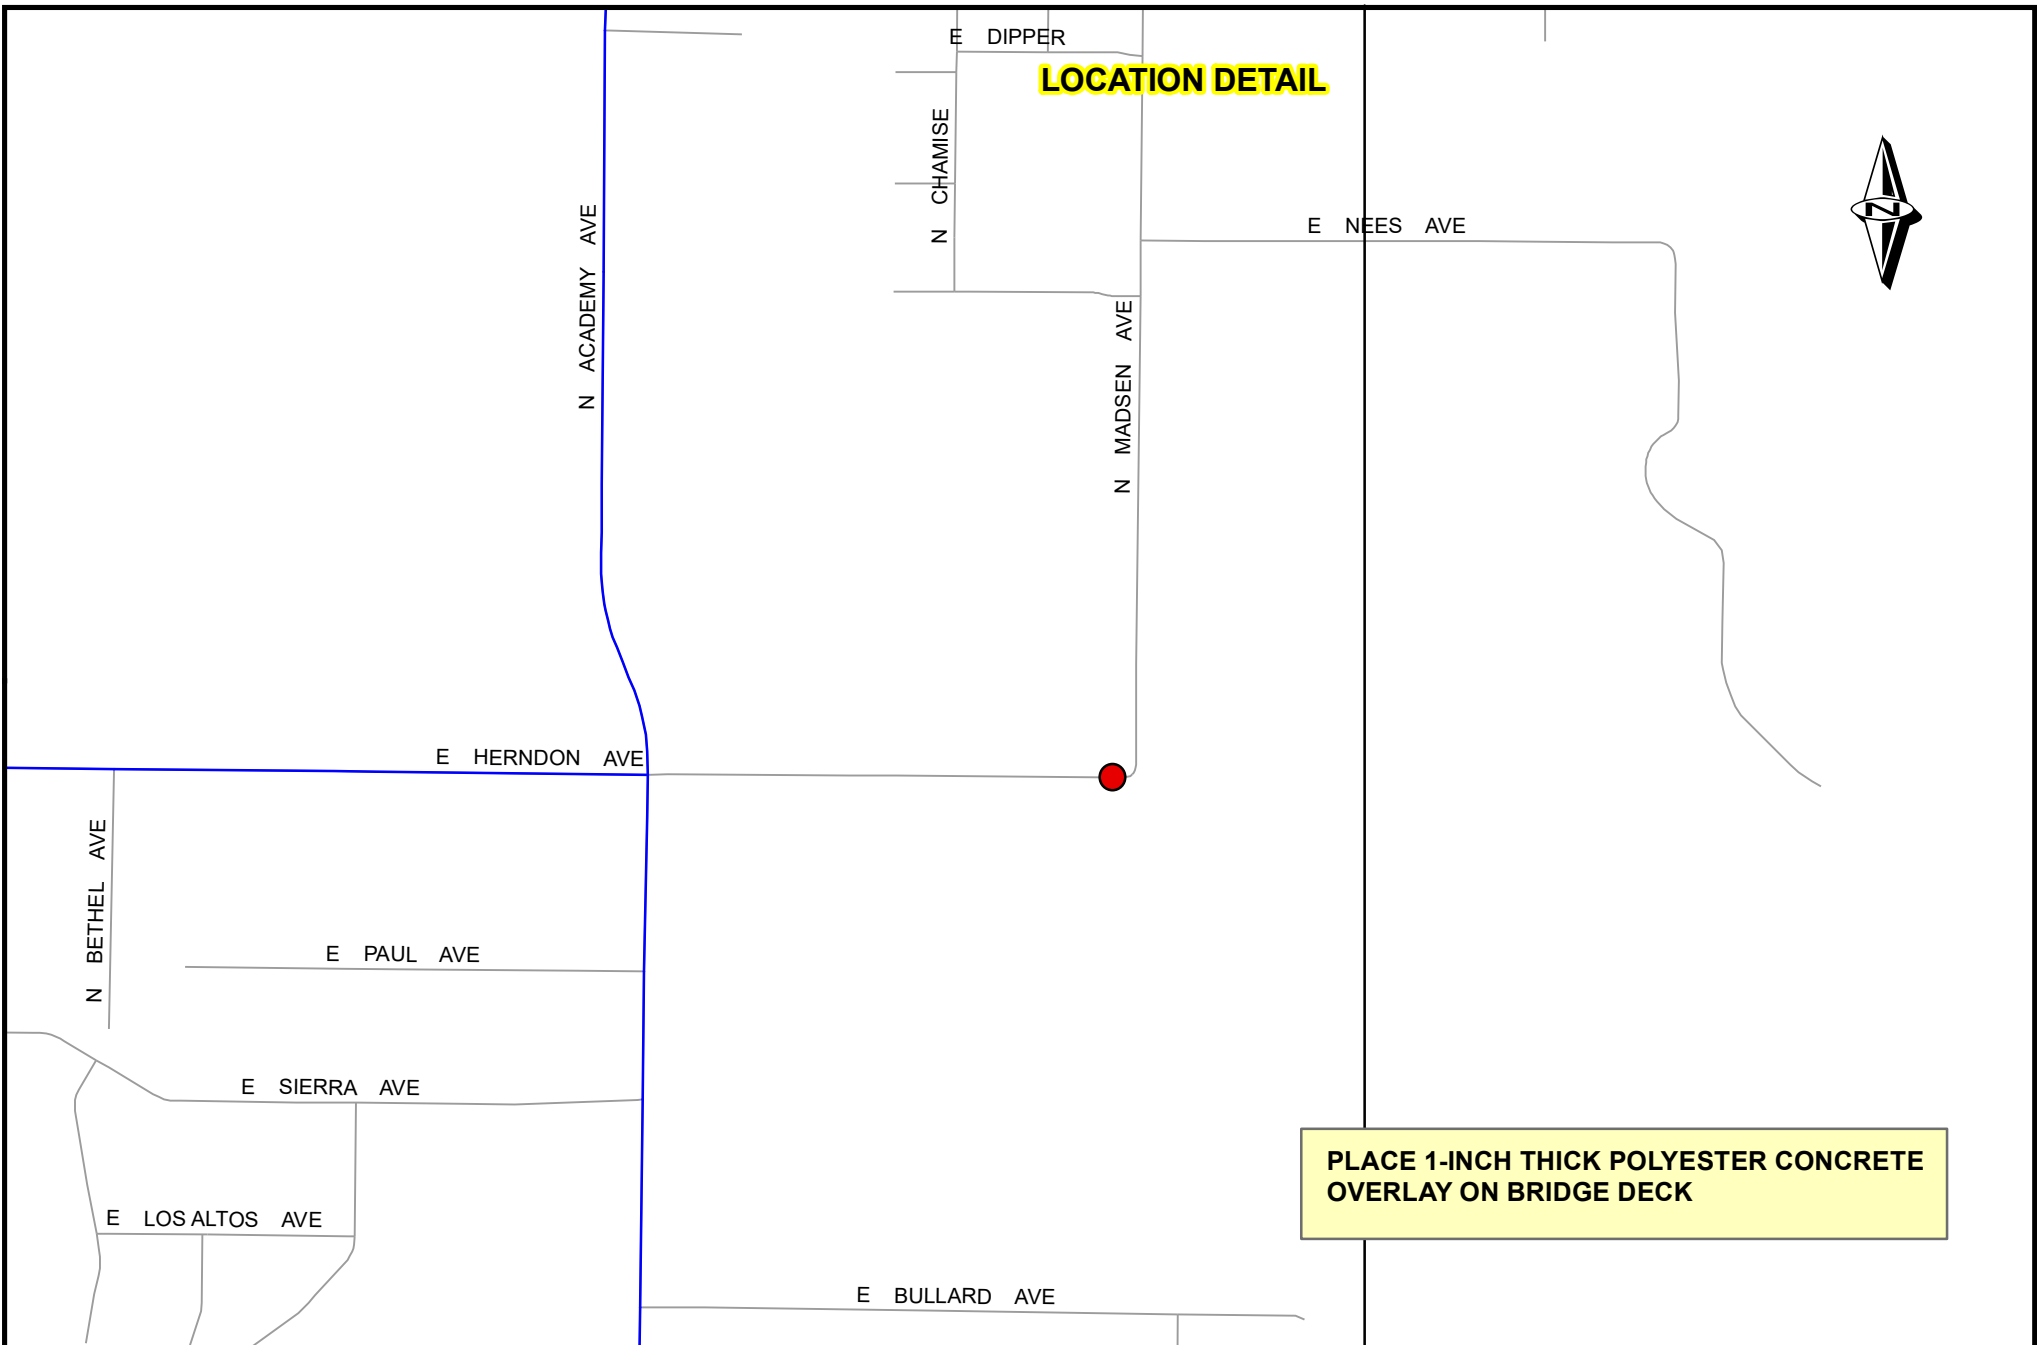 E DIPPER
LOCATION DETAIL
N CHAMISE
N ACADEMY AVE
E NEES AVE
N
N MADSEN AVE
E HERNDON AVE
N BETHEL AVE
E PAUL AVE
E SIERRA AVE
PLACE 1-INCH THICK POLYESTER CONCRETE
OVERLAY ON BRIDGE DECK
E LOS ALTOS AVE
E BULLARD AVE